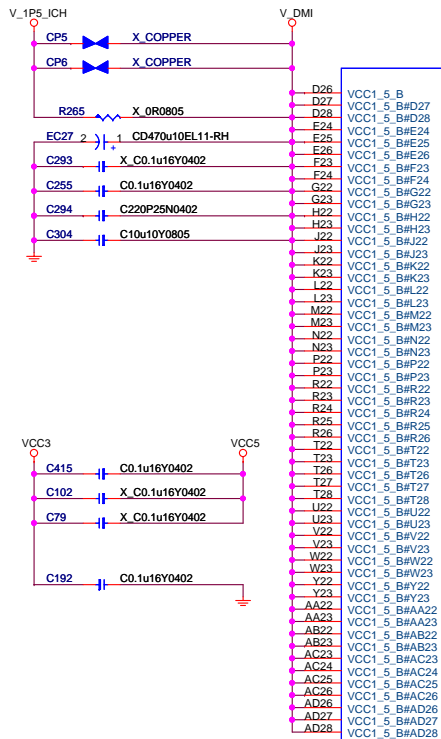 V_1P5_ICH V_DMI
CP5 X_COPPER
CP6 X_COPPER
R265 X_0R0805
EC27 2 1 CD470u10EL11-RH
+
C293 X_C0.1u16Y0402
C255 C0.1u16Y0402
C294 C220P25N0402
C304 C10u10Y0805
D26 VCC1_5_B
D27 VCC1_5_B#D27
D28 VCC1_5_B#D28
E24 VCC1_5_B#E24
E25 VCC1_5_B#E25
E26 VCC1_5_B#E26
F23 VCC1_5_B#F23
F24 VCC1_5_B#F24
G22 VCC1_5_B#G22
G23 VCC1_5_B#G23
H22 VCC1_5_B#H22
H23 VCC1_5_B#H23
J22 VCC1_5_B#J22
J23 VCC1_5_B#J23
K22 VCC1_5_B#K22
K23 VCC1_5_B#K23
L22 VCC1_5_B#L22
L23 VCC1_5_B#L23
M22 VCC1_5_B#M22
M23 VCC1_5_B#M23
N22 VCC1_5_B#N22
N23 VCC1_5_B#N23
P22 VCC1_5_B#P22
P23 VCC1_5_B#P23
R22 VCC1_5_B#R22
R23 VCC1_5_B#R23
R24 VCC1_5_B#R24
R25 VCC1_5_B#R25
R26 VCC1_5_B#R26
T22 VCC1_5_B#T22
T23 VCC1_5_B#T23
T26 VCC1_5_B#T26
T27 VCC1_5_B#T27
T28 VCC1_5_B#T28
U22 VCC1_5_B#U22
U23 VCC1_5_B#U23
V22 VCC1_5_B#V22
V23 VCC1_5_B#V23
W22 VCC1_5_B#W22
W23 VCC1_5_B#W23
Y22 VCC1_5_B#Y22
Y23 VCC1_5_B#Y23
AA22 VCC1_5_B#AA22
AA23 VCC1_5_B#AA23
AB22 VCC1_5_B#AB22
AB23 VCC1_5_B#AB23
AC23 VCC1_5_B#AC23
AC24 VCC1_5_B#AC24
AC25 VCC1_5_B#AC25
AC26 VCC1_5_B#AC26
AD26 VCC1_5_B#AD26
AD27 VCC1_5_B#AD27
AD28 VCC1_5_B#AD28
VCC3 VCC5
C415 C0.1u16Y0402
C102 X_C0.1u16Y0402
C79 X_C0.1u16Y0402
C192 C0.1u16Y0402